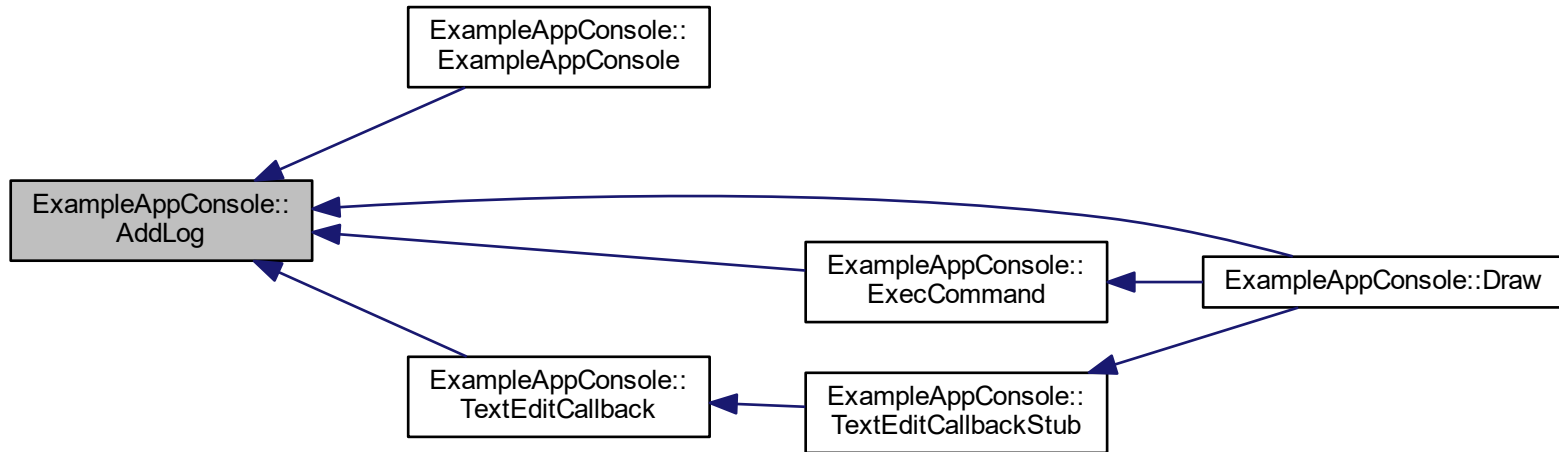 ExampleAppConsole::
ExampleAppConsole
ExampleAppConsole::
AddLog
ExampleAppConsole::
ExecCommand
ExampleAppConsole::Draw
ExampleAppConsole::
TextEditCallback
ExampleAppConsole::
TextEditCallbackStub